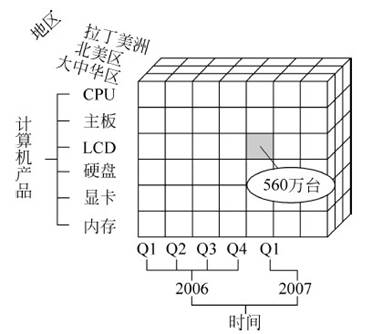 地区
拉丁美洲
北美区
大中华区
计算机产品
CPU
主板
LCD
硬盘
显卡
内存
560万台
Q1 Q2 Q3 Q4 Q1
2006 2007
时间